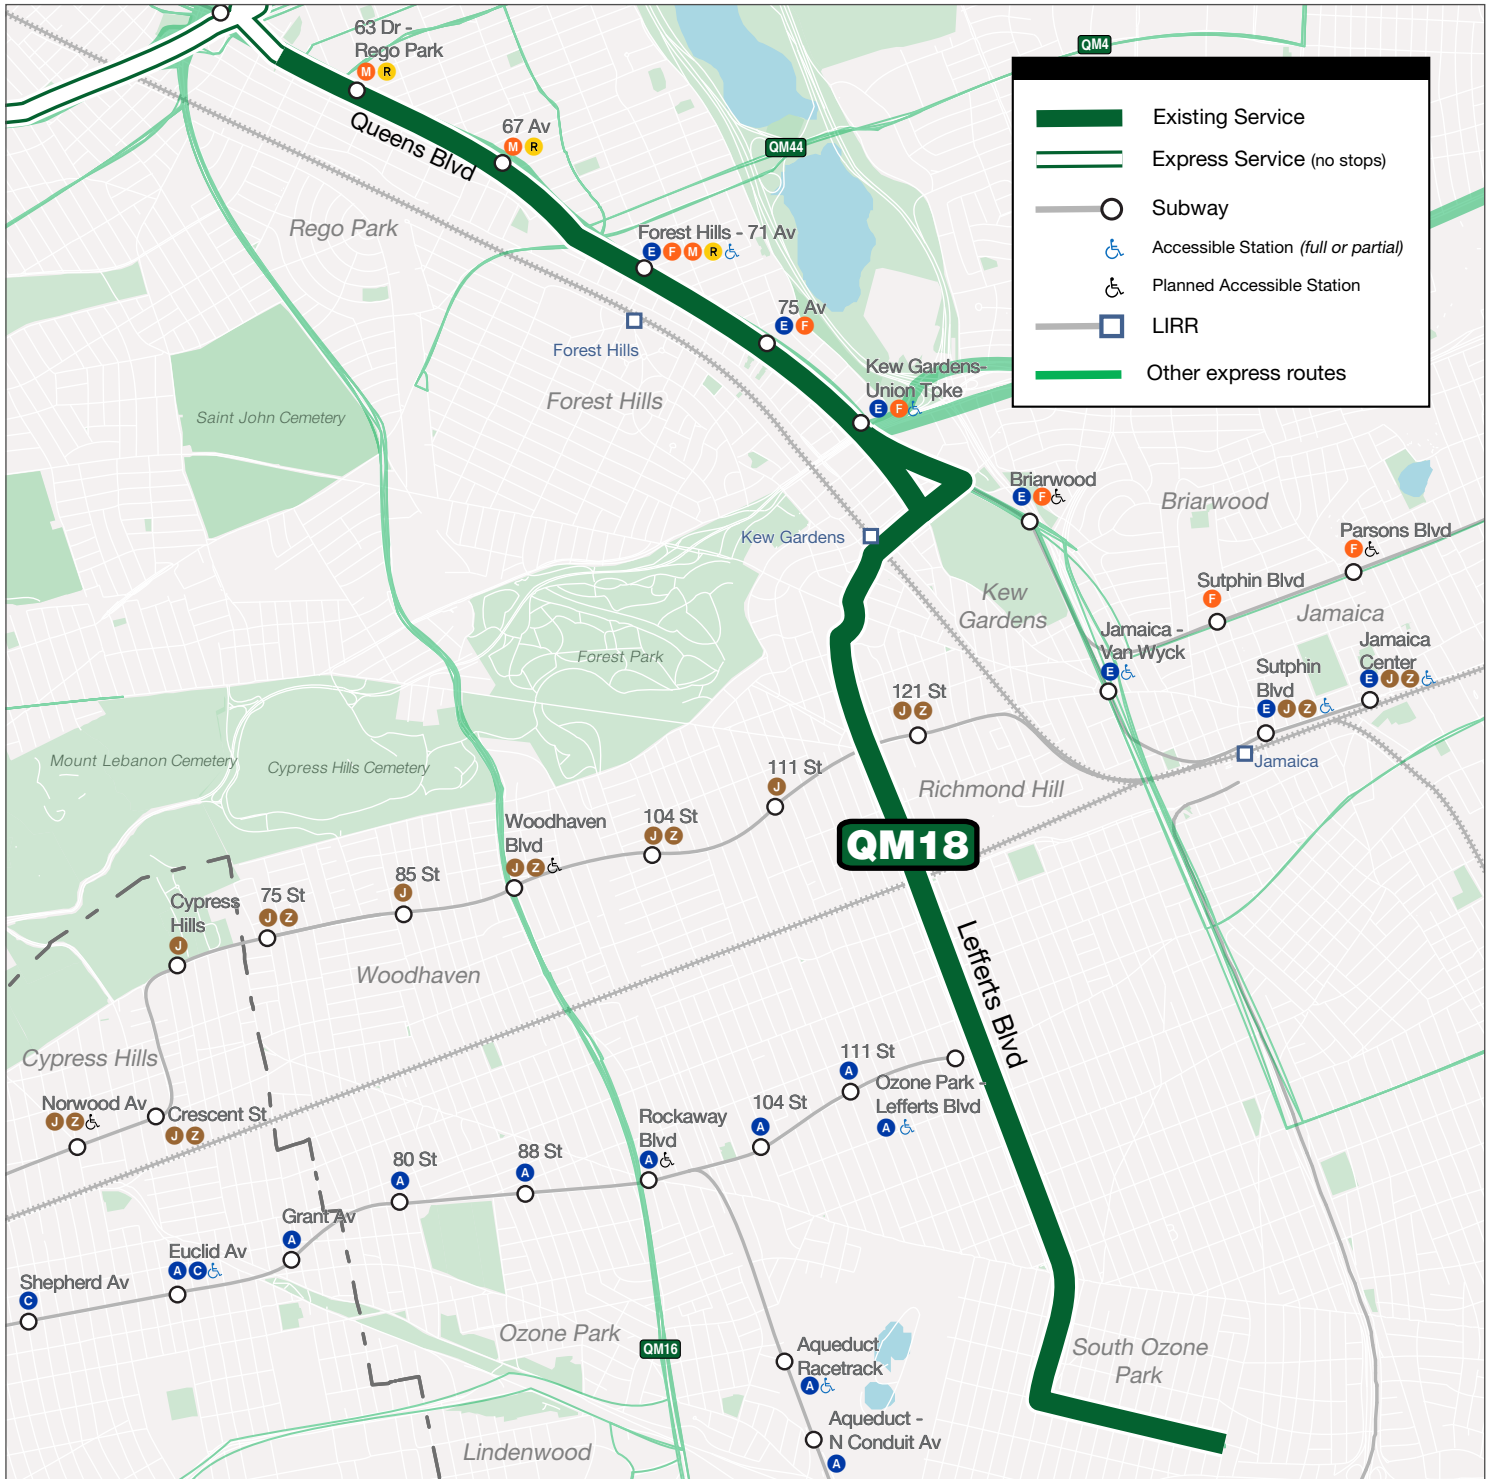 63 Dr -
Rego Park
M R
QM4
Existing Service
Express Service (no stops)
Subway
Accessible Station (full or partial)
Planned Accessible Station
LIRR
Other express routes
Queens Blvd
67 Av
M R
QM44
Rego Park
Forest Hills - 71 Av
E F M R
75 Av
E F
Forest Hills
Kew Gardens-
Union Tpke
E F
Forest Hills
Saint John Cemetery
Briarwood
E F
Briarwood
Parsons Blvd
F
Kew Gardens
Sutphin Blvd
F
Kew
Gardens
Jamaica
Jamaica -
Van Wyck
E
Jamaica
Center
E J Z
Sutphin
Blvd
E J Z
Forest Park
121 St
J Z
Jamaica
Mount Lebanon Cemetery
Cypress Hills Cemetery
111 St
J
Richmond Hill
Woodhaven
Blvd
J Z
104 St
J Z
QM18
85 St
J
75 St
J Z
Cypress
Hills
J
Woodhaven
Lefferts Blvd
Cypress Hills
111 St
A
Ozone Park -
Lefferts Blvd
A
Norwood Av
J Z
Crescent St
J Z
104 St
A
Rockaway
Blvd
A
88 St
A
80 St
A
Grant Av
A
Euclid Av
A C
Shepherd Av
C
Ozone Park
QM16
Aqueduct
Racetrack
A
South Ozone
Park
Aqueduct -
N Conduit Av
A
Lindenwood